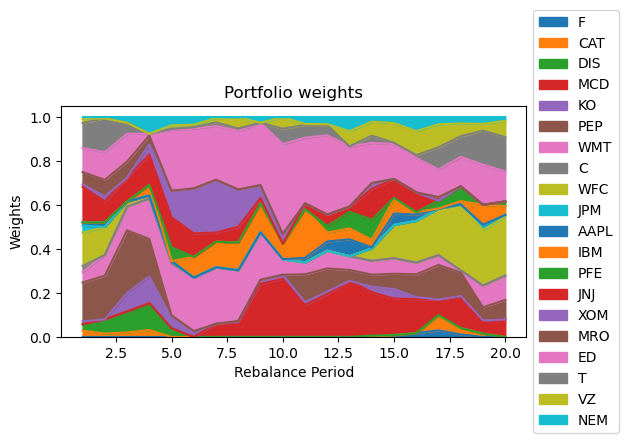 Portfolio weights
1.0
0.8
0.6
0.4
0.2
0.0
Weights
2.5 5.0 7.5 10.0 12.5 15.0 17.5 20.0
Rebalance Period
F
CAT
DIS
MCD
KO
PEP
WMT
C
WFC
JPM
AAPL
IBM
PFE
JNJ
XOM
MRO
ED
T
VZ
NEM